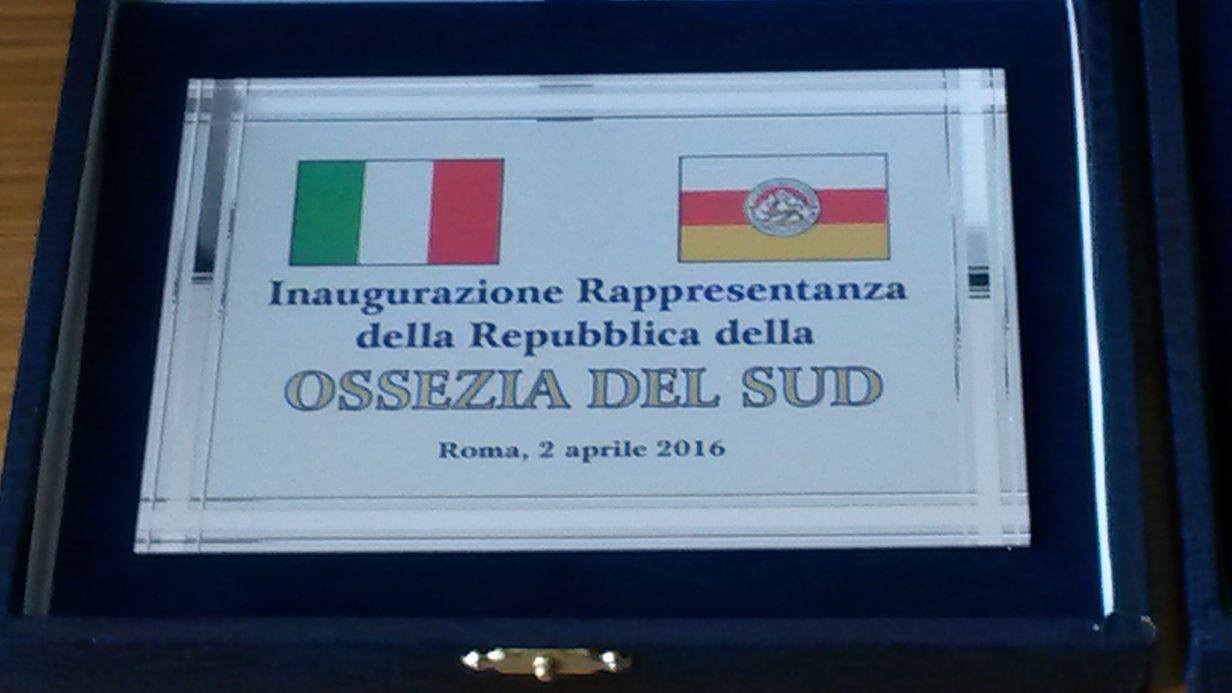 Inaugurazione Rappresentanza
della Repubblica della
OSSEZIA DEL SUD
Roma, 2 aprile 2016